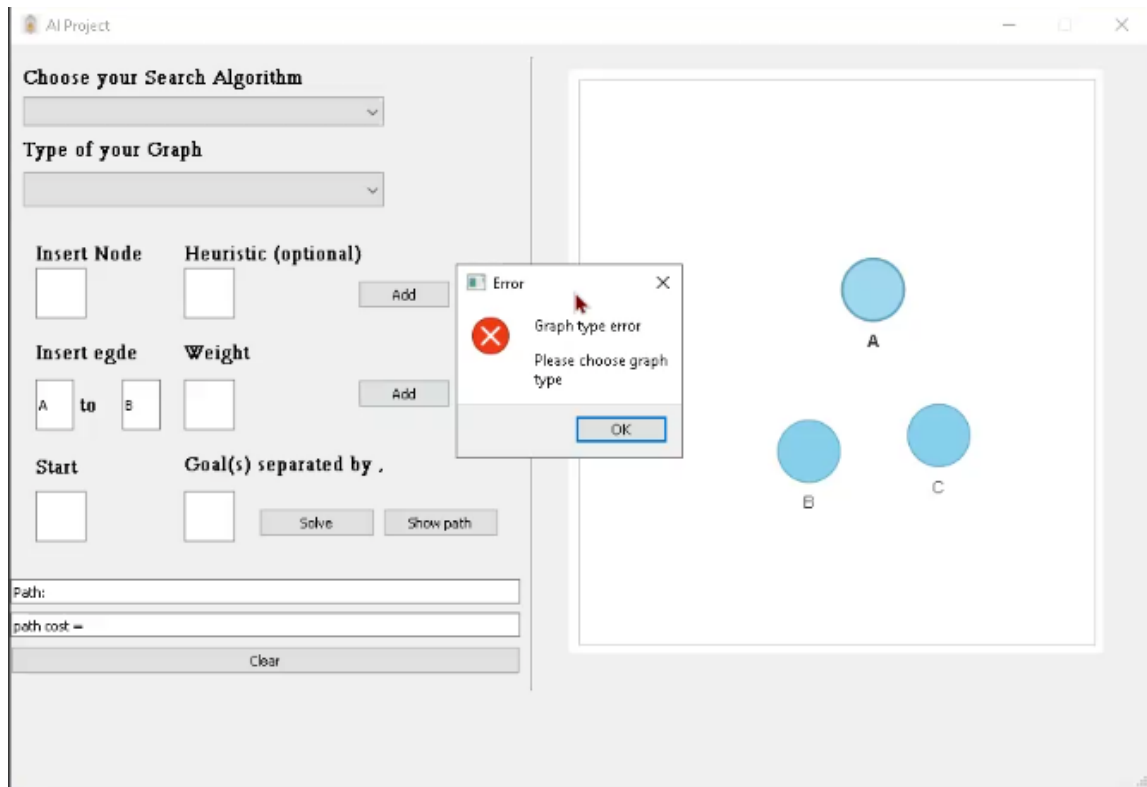 AI Project
Choose your Search Algorithm
Type of your Graph
Insert Node
Heuristic (optional)
Add
Insert egde
Weight
A
to
B
Add
Start
Goal(s) separated by ,
Solve
Show path
Path:
path cost =
Clear
Error
Graph type error
Please choose graph
type
OK
A
B
C